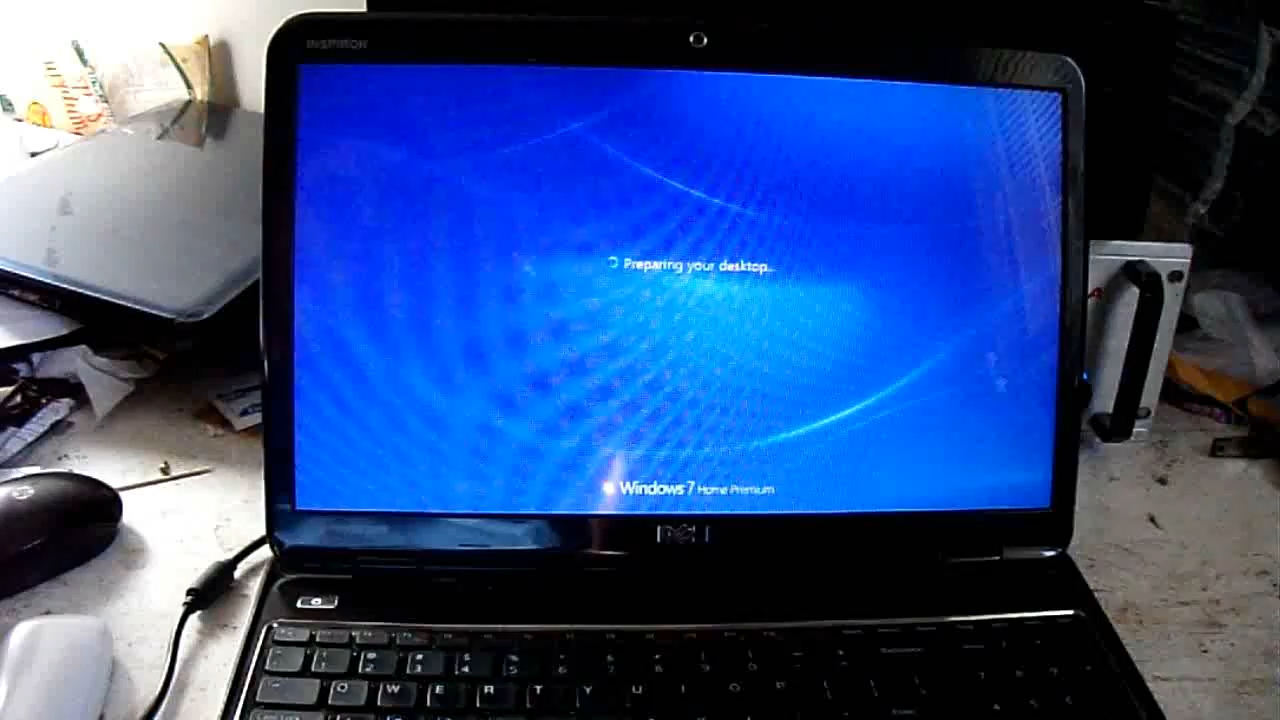 INSPIRON
Preparing your desktop...
Windows 7 Home Premium
DELL
Q W E R T Y U I O P